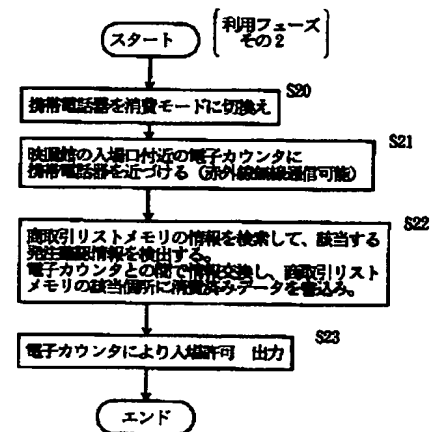 スタート
利用フューズ
その2
S20
携帯電話器を消費モードに切換え
S21
映画館の入場口付近の電子カウンタに
携帯電話器を近づける(赤外線無線通信可能)
S22
商取引リストメモリの情報を検索して、該当する
発注確認情報を検出する。
電子カウンタとの間で情報交換し、商取引リスト
メモリの該当個所に消費済みデータを書込み。
S23
電子カウンタにより入場許可 出力
エンド